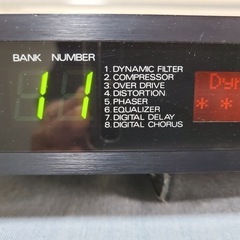 BANK NUMBER
11
1. DYNAMIC FILTER
2. COMPRESSOR
3. OVER DRIVE
4. DISTORTION
5. PHASER
6. EQUALIZER
7. DIGITAL DELAY
8. DIGITAL CHORUS
Dyn
* * *